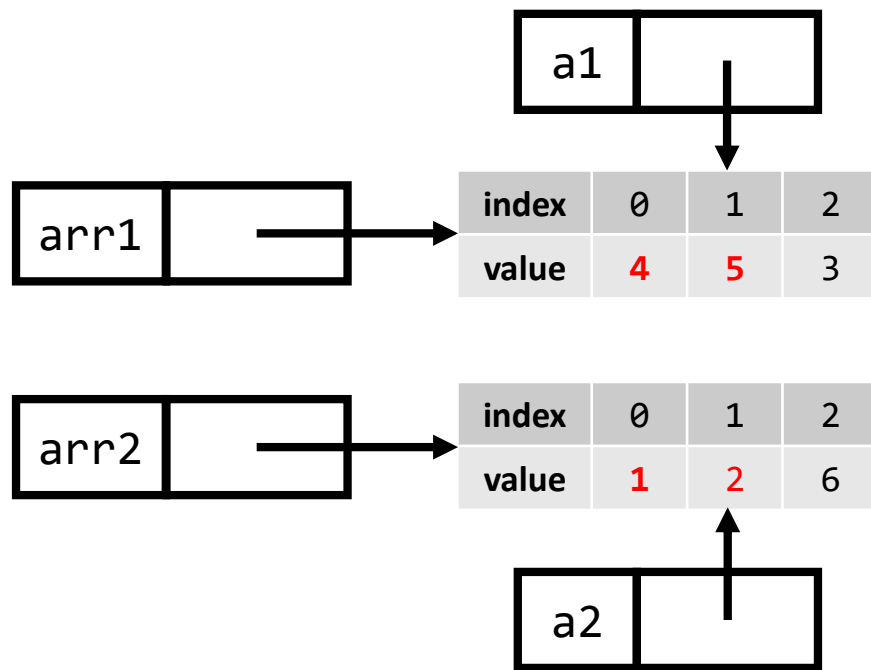 a1
arr1
index 0 1 2
value 4 5 3
arr2
index 0 1 2
value 1 2 6
a2